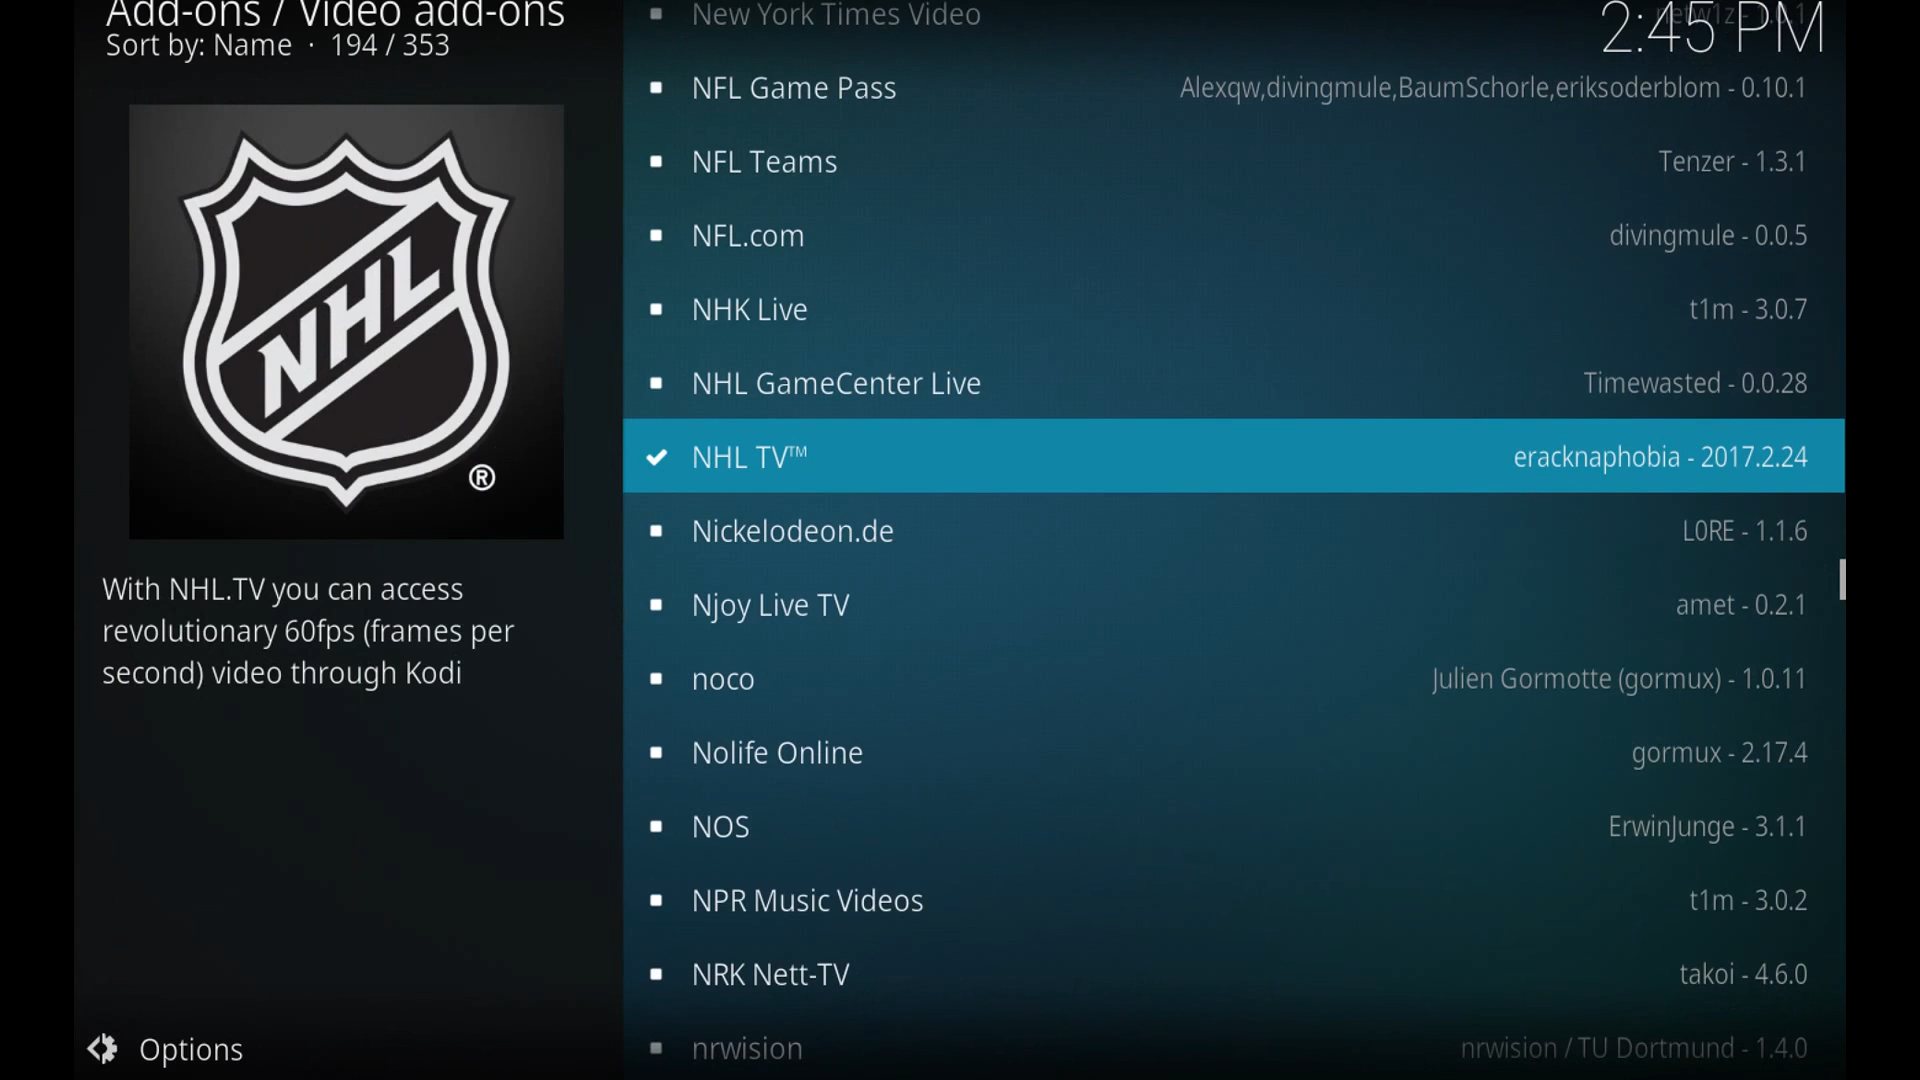 Add-ons / Video add-ons
Sort by: Name · 194 / 353
2:45 PM
NHL
®
With NHL.TV you can access
revolutionary 60fps (frames per
second) video through Kodi
Options
New York Times Video netw1z - 1.0.1
NFL Game Pass Alexqw,divingmule,BaumSchorle,eriksoderblom - 0.10.1
NFL Teams Tenzer - 1.3.1
NFL.com divingmule - 0.0.5
NHK Live t1m - 3.0.7
NHL GameCenter Live Timewasted - 0.0.28
NHL TV™ eracknaphobia - 2017.2.24
Nickelodeon.de L0RE - 1.1.6
Njoy Live TV amet - 0.2.1
noco Julien Gormotte (gormux) - 1.0.11
Nolife Online gormux - 2.17.4
NOS ErwinJunge - 3.1.1
NPR Music Videos t1m - 3.0.2
NRK Nett-TV takoi - 4.6.0
nrwision nrwision / TU Dortmund - 1.4.0